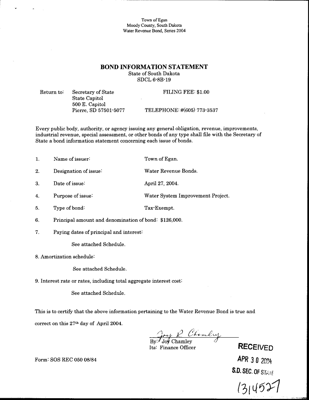 Town of Egan
Moody County, South Dakota
Water Revenue Bond, Series 2004
BOND INFORMATION STATEMENT
State of South Dakota
SDCL 6-8B-19
Return to: Secretary of State FILING FEE: $1.00
State Capitol
500 E. Capitol
Pierre, SD 57501-5077 TELEPHONE: #(605) 773-3537
Every public body, authority, or agency issuing any general obligation, revenue, improvements,
industrial revenue, special assessment, or other bonds of any type shall file with the Secretary of
State a bond information statement concerning each issue of bonds.
1. Name of issuer: Town of Egan.
2. Designation of issue: Water Revenue Bonds.
3. Date of issue: April 27, 2004.
4. Purpose of issue: Water System Improvement Project.
5. Type of bond: Tax-Exempt.
6. Principal amount and denomination of bond: $126,000.
7. Paying dates of principal and interest:
See attached Schedule.
8. Amortization schedule:
See attached Schedule.
9. Interest rate or rates, including total aggregate interest cost:
See attached Schedule.
This is to certify that the above information pertaining to the Water Revenue Bond is true and
correct on this 27th day of April 2004.
By: Joy Chamley
Its: Finance Officer
RECEIVED
Form: SOS REC 050 08/84
APR 30 2004
S.D. SEC. OF STATE
1314527